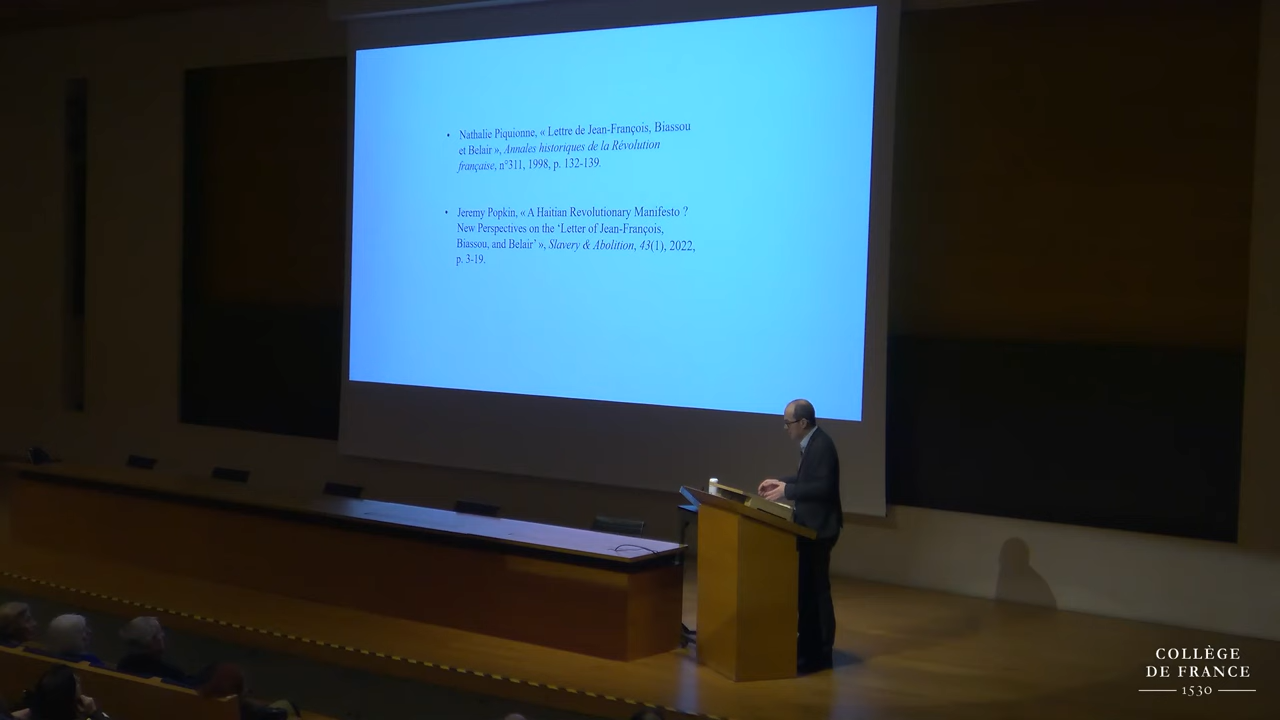 • Nathalie Piquionne, « Lettre de Jean-François, Biassou
et Belair », Annales historiques de la Révolution
française, n°311, 1998, p. 132-139.
• Jeremy Popkin, « A Haitian Revolutionary Manifesto ?
New Perspectives on the ‘Letter of Jean-François,
Biassou, and Belair’ », Slavery & Abolition, 43(1), 2022,
p. 3-19.
COLLÈGE
DE FRANCE
1530